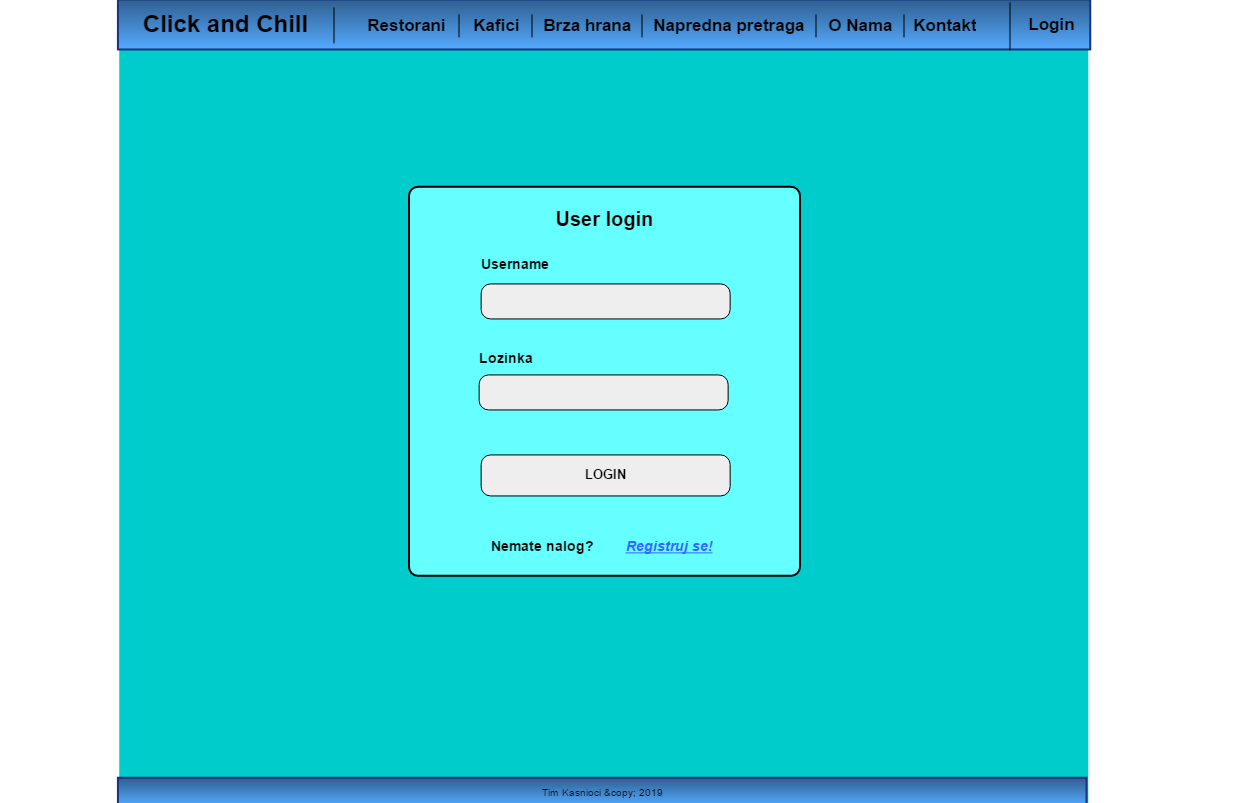 Click and Chill Restorani Kafici Brza hrana Napredna pretraga O Nama Kontakt Login
User login
Username
Lozinka
LOGIN
Nemate nalog? Registruj se!
Tim Kasnioci &copy; 2019